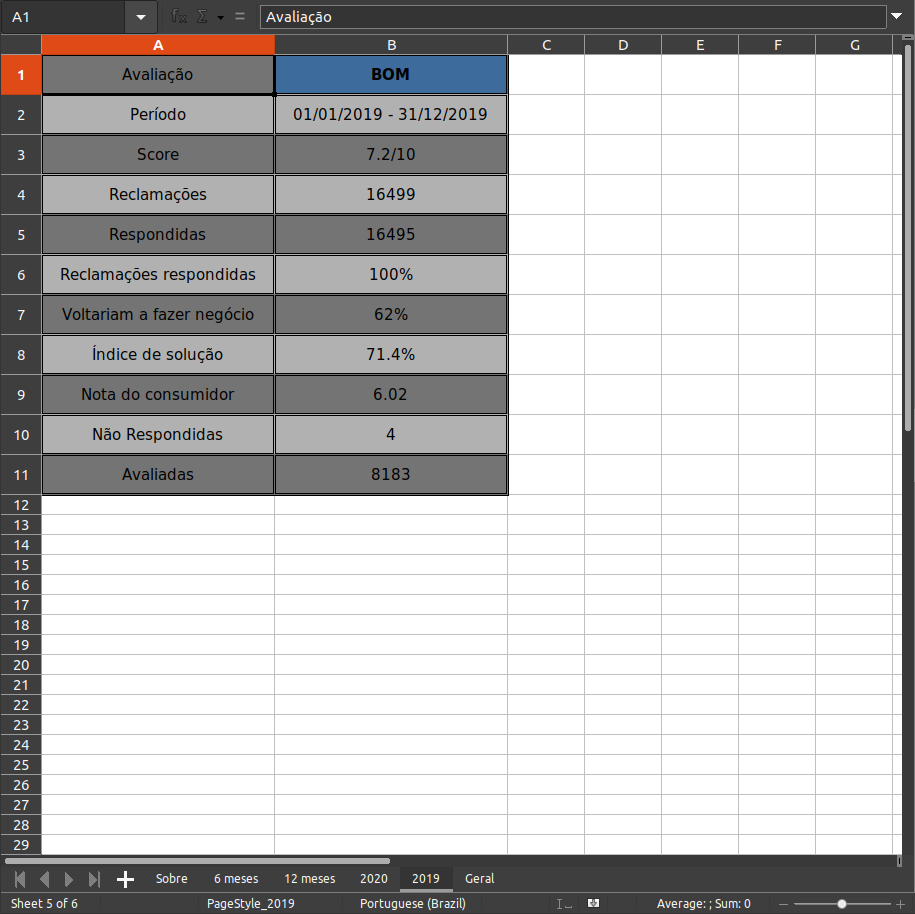 A1 fx Σ = Avaliação
A B C D E F G
1 Avaliação BOM
2 Período 01/01/2019 - 31/12/2019
3 Score 7.2/10
4 Reclamações 16499
5 Respondidas 16495
6 Reclamações respondidas 100%
7 Voltariam a fazer negócio 62%
8 Índice de solução 71.4%
9 Nota do consumidor 6.02
10 Não Respondidas 4
11 Avaliadas 8183
12
13
14
15
16
17
18
19
20
21
22
23
24
25
26
27
28
29
Sobre 6 meses 12 meses 2020 2019 Geral
Sheet 5 of 6 PageStyle_2019 Portuguese (Brazil) Average: ; Sum: 0